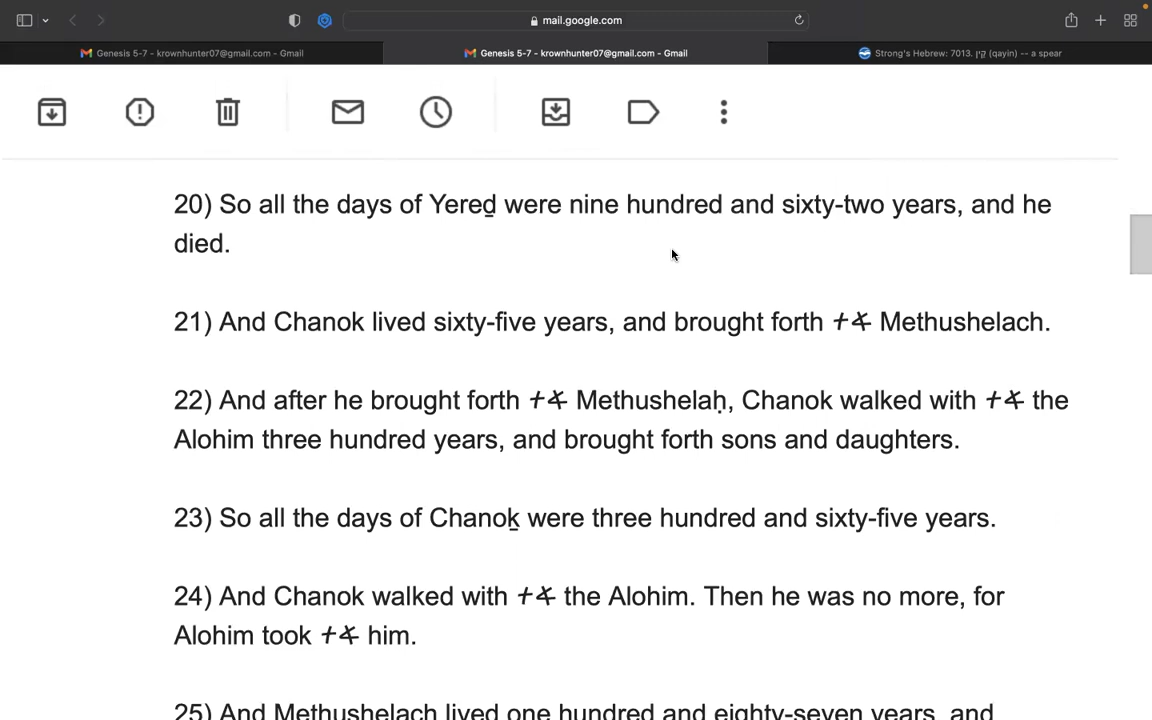 mail.google.com
Genesis 5-7 - krownhunter07@gmail.com - Gmail
Genesis 5-7 - krownhunter07@gmail.com - Gmail
Strong's Hebrew: 7013. קַיִן (qayin) -- a spear
20) So all the days of Yereḏ were nine hundred and sixty-two years, and he
died.
21) And Chanok lived sixty-five years, and brought forth 𐤕𐤀 Methushelach.
22) And after he brought forth 𐤕𐤀 Methushelaḥ, Chanok walked with 𐤕𐤀 the
Alohim three hundred years, and brought forth sons and daughters.
23) So all the days of Chanoḵ were three hundred and sixty-five years.
24) And Chanok walked with 𐤕𐤀 the Alohim. Then he was no more, for
Alohim took 𐤕𐤀 him.
25) And Methushelach lived one hundred and eighty-seven years, and